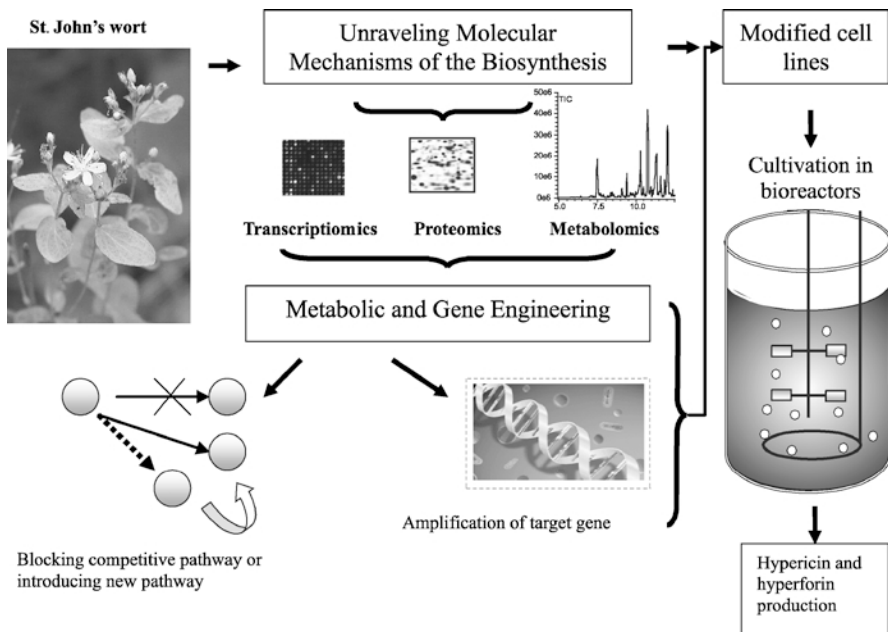 St. John's wort
Unraveling Molecular
Mechanisms of the Biosynthesis
Modified cell
lines
TIC
50e6
40e6
30e6
20e6
10e6
0e6
5.0
7.5
10.0
Transcriptiomics
Proteomics
Metabolomics
Cultivation in
bioreactors
Metabolic and Gene Engineering
Amplification of target gene
Blocking competitive pathway or
introducing new pathway
Hypericin and
hyperforin
production